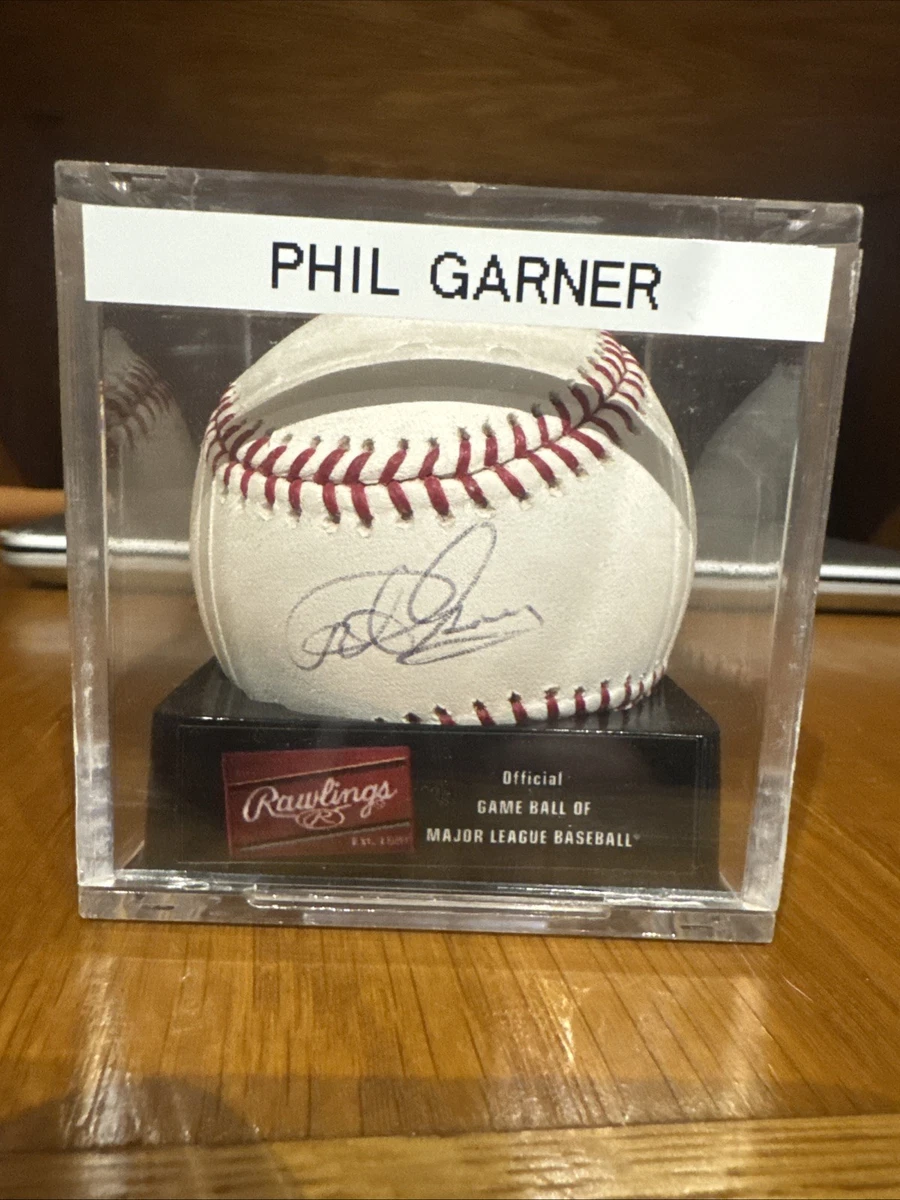 PHIL GARNER
Rawlings
R
Official
GAME BALL OF
MAJOR LEAGUE BASEBALL®